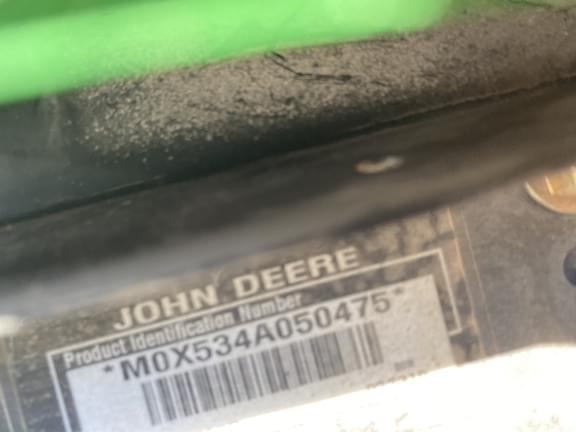 JOHN DEERE
Product Identification Number
*M0X534A050475*